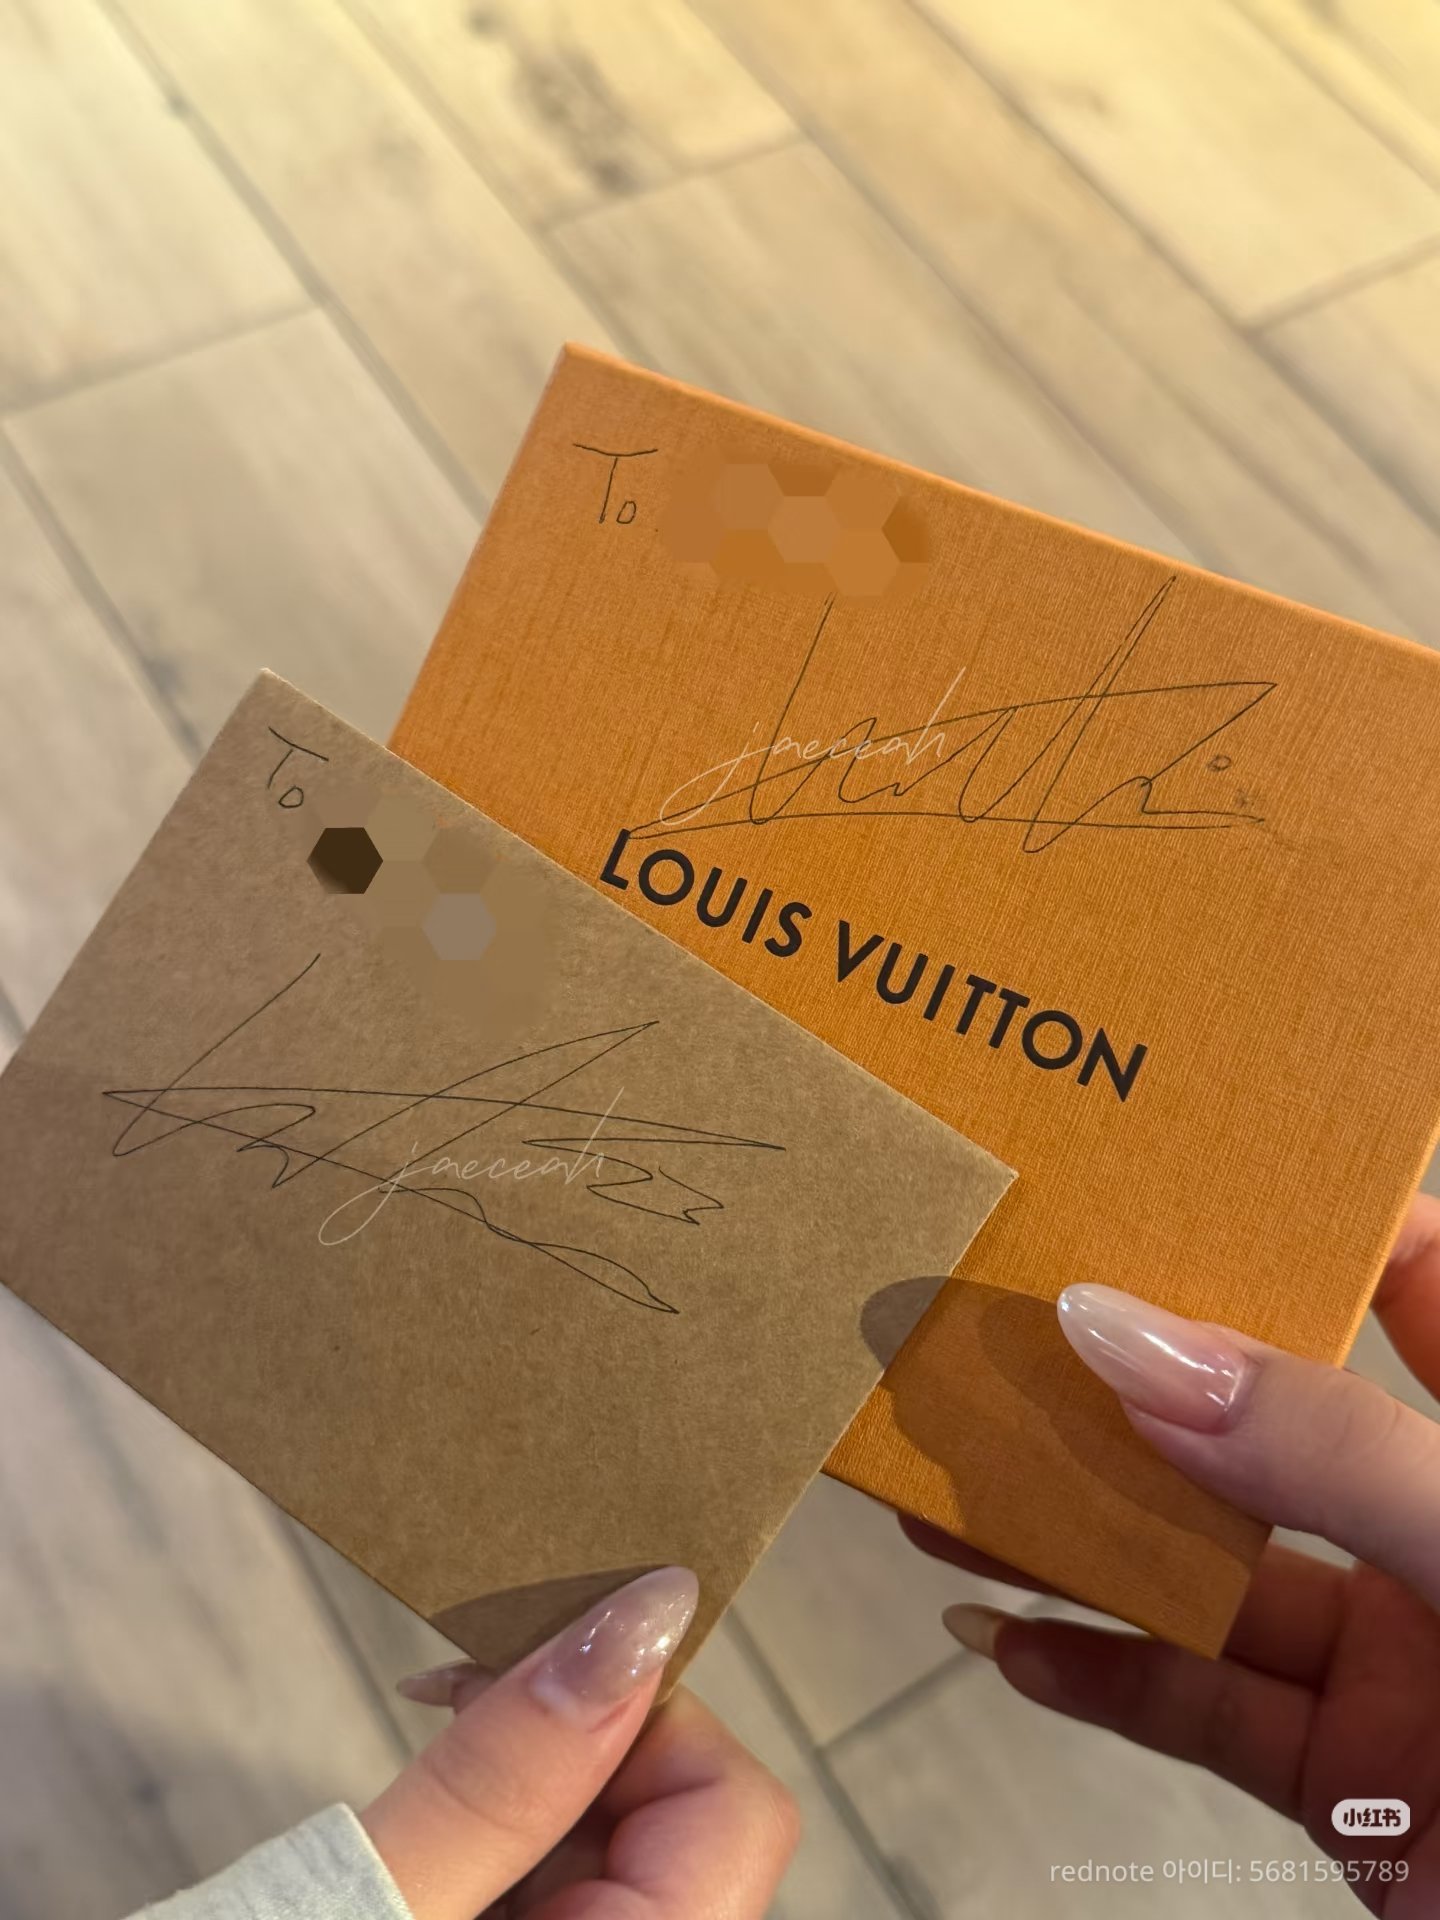 To.
jaeceah
LOUIS VUITTON
To
jaeceah
小红书
rednote 아이디: 5681595789